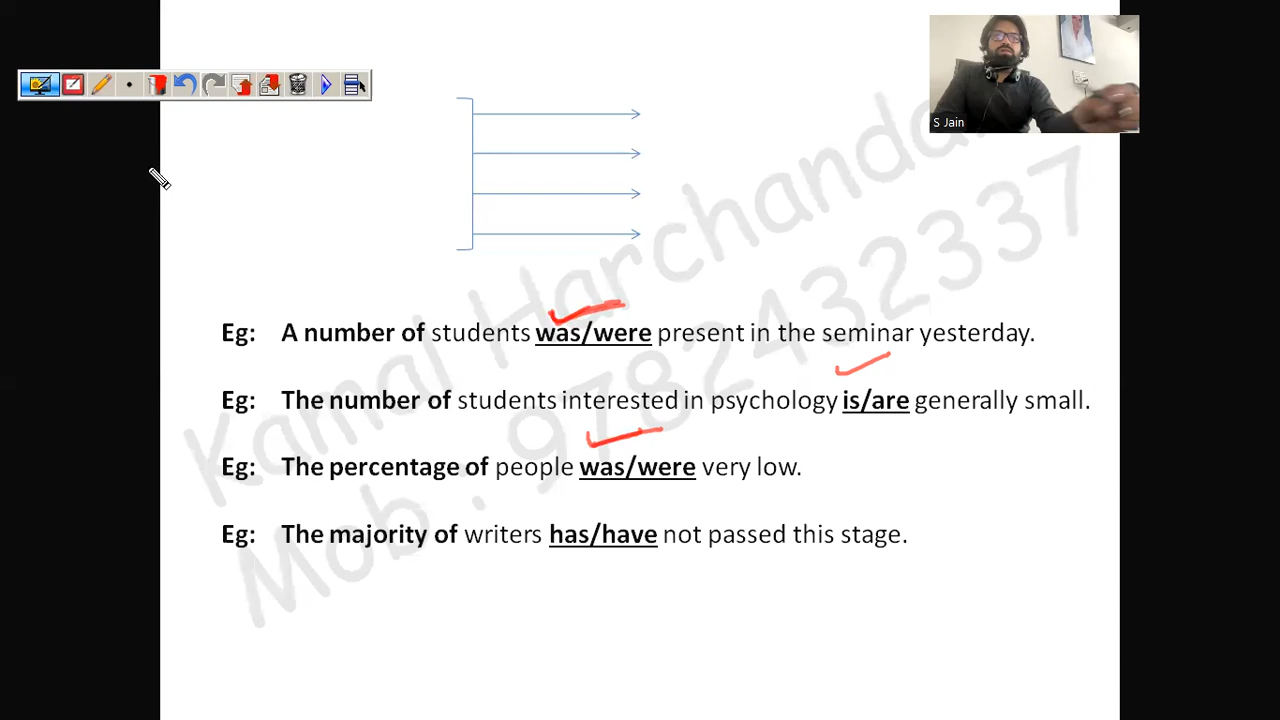 S Jain
Eg: A number of students was/were present in the seminar yesterday.
Eg: The number of students interested in psychology is/are generally small.
Eg: The percentage of people was/were very low.
Eg: The majority of writers has/have not passed this stage.
Kamal Harchandani
Mob : 9782432337